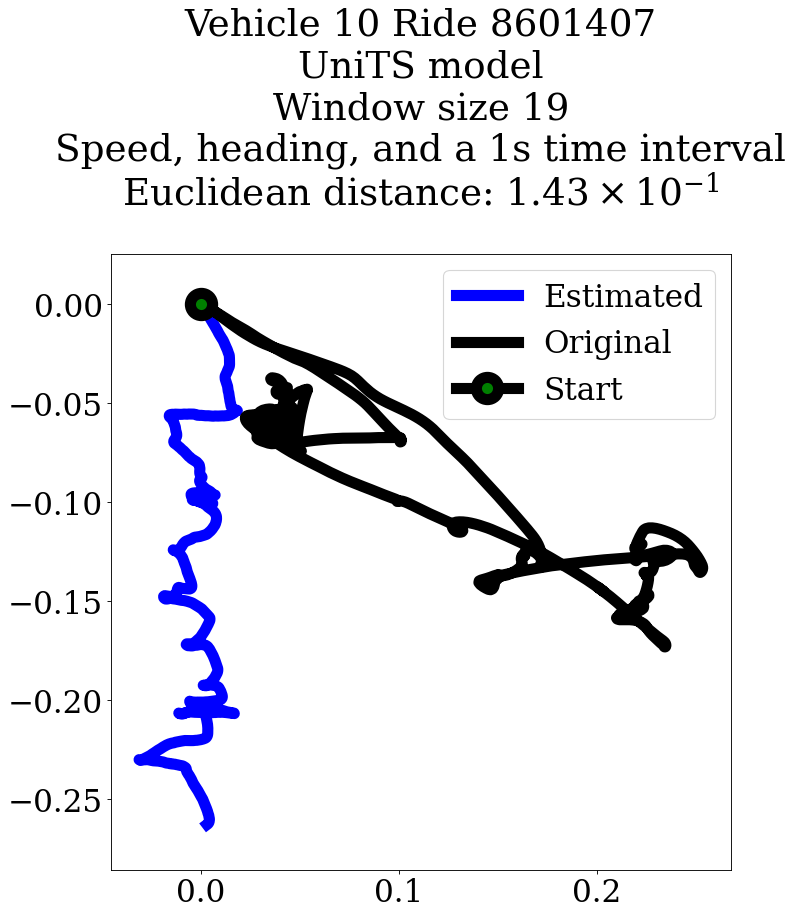 Vehicle 10 Ride 8601407
UniTS model
Window size 19
Speed, heading, and a 1s time interval
Euclidean distance: 1.43 × 10⁻¹
Estimated
Original
Start
0.00
−0.05
−0.10
−0.15
−0.20
−0.25
0.0
0.1
0.2